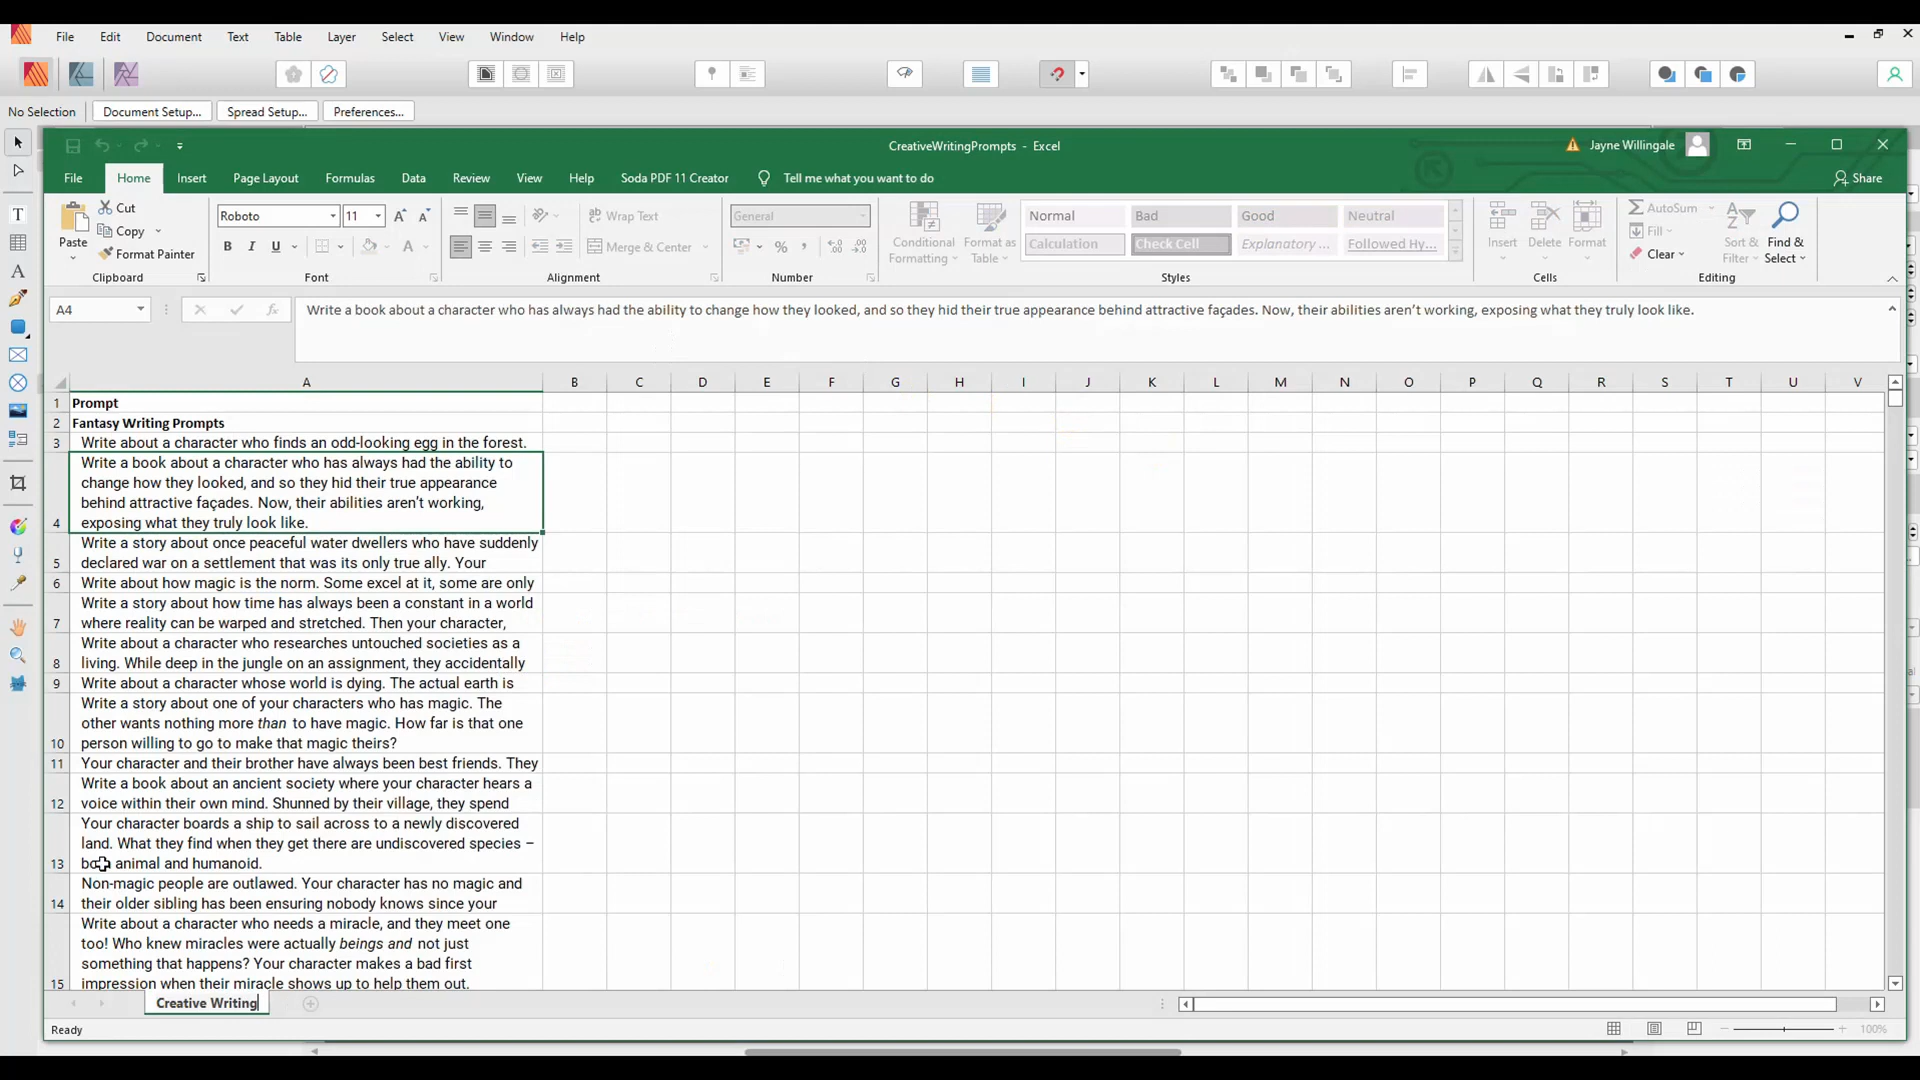 File Edit Document Text Table Layer Select View Window Help
No Selection Document Setup... Spread Setup... Preferences...
CreativeWritingPrompts - Excel
Jayne Willingale
File Home Insert Page Layout Formulas Data Review View Help Soda PDF 11 Creator Tell me what you want to do Share
Paste
Cut
Copy
Format Painter
Clipboard
Roboto 11
B I U
Font
Wrap Text
Merge & Center
Alignment
General
Number
Conditional
Formatting
Format as
Table
Normal Bad Good Neutral
Calculation Check Cell Explanatory ... Followed Hy...
Styles
Insert Delete Format
Cells
AutoSum
Fill
Clear
Sort &
Filter
Find &
Select
Editing
A4
fx
Write a book about a character who has always had the ability to change how they looked, and so they hid their true appearance behind attractive façades. Now, their abilities aren’t working, exposing what they truly look like.
A B C D E F G H I J K L M N O P Q R S T U V
1 Prompt
2 Fantasy Writing Prompts
3 Write about a character who finds an odd-looking egg in the forest.
Write a book about a character who has always had the ability to
change how they looked, and so they hid their true appearance
behind attractive façades. Now, their abilities aren’t working,
4 exposing what they truly look like.
Write a story about once peaceful water dwellers who have suddenly
5 declared war on a settlement that was its only true ally. Your
6 Write about how magic is the norm. Some excel at it, some are only
Write a story about how time has always been a constant in a world
7 where reality can be warped and stretched. Then your character,
Write about a character who researches untouched societies as a
8 living. While deep in the jungle on an assignment, they accidentally
9 Write about a character whose world is dying. The actual earth is
Write a story about one of your characters who has magic. The
other wants nothing more than to have magic. How far is that one
10 person willing to go to make that magic theirs?
11 Your character and their brother have always been best friends. They
Write a book about an ancient society where your character hears a
12 voice within their own mind. Shunned by their village, they spend
Your character boards a ship to sail across to a newly discovered
land. What they find when they get there are undiscovered species –
13 both animal and humanoid.
Non-magic people are outlawed. Your character has no magic and
14 their older sibling has been ensuring nobody knows since your
Write about a character who needs a miracle, and they meet one
too! Who knew miracles were actually beings and not just
something that happens? Your character makes a bad first
15 impression when their miracle shows up to help them out.
Creative Writing
Ready
100%